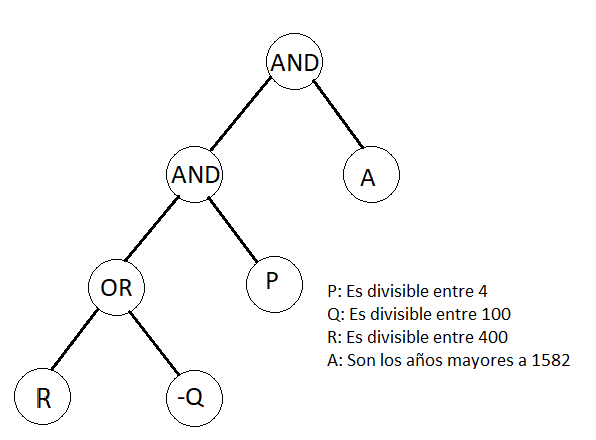 AND
AND
A
OR
P
R
-Q
P: Es divisible entre 4
Q: Es divisible entre 100
R: Es divisible entre 400
A: Son los años mayores a 1582